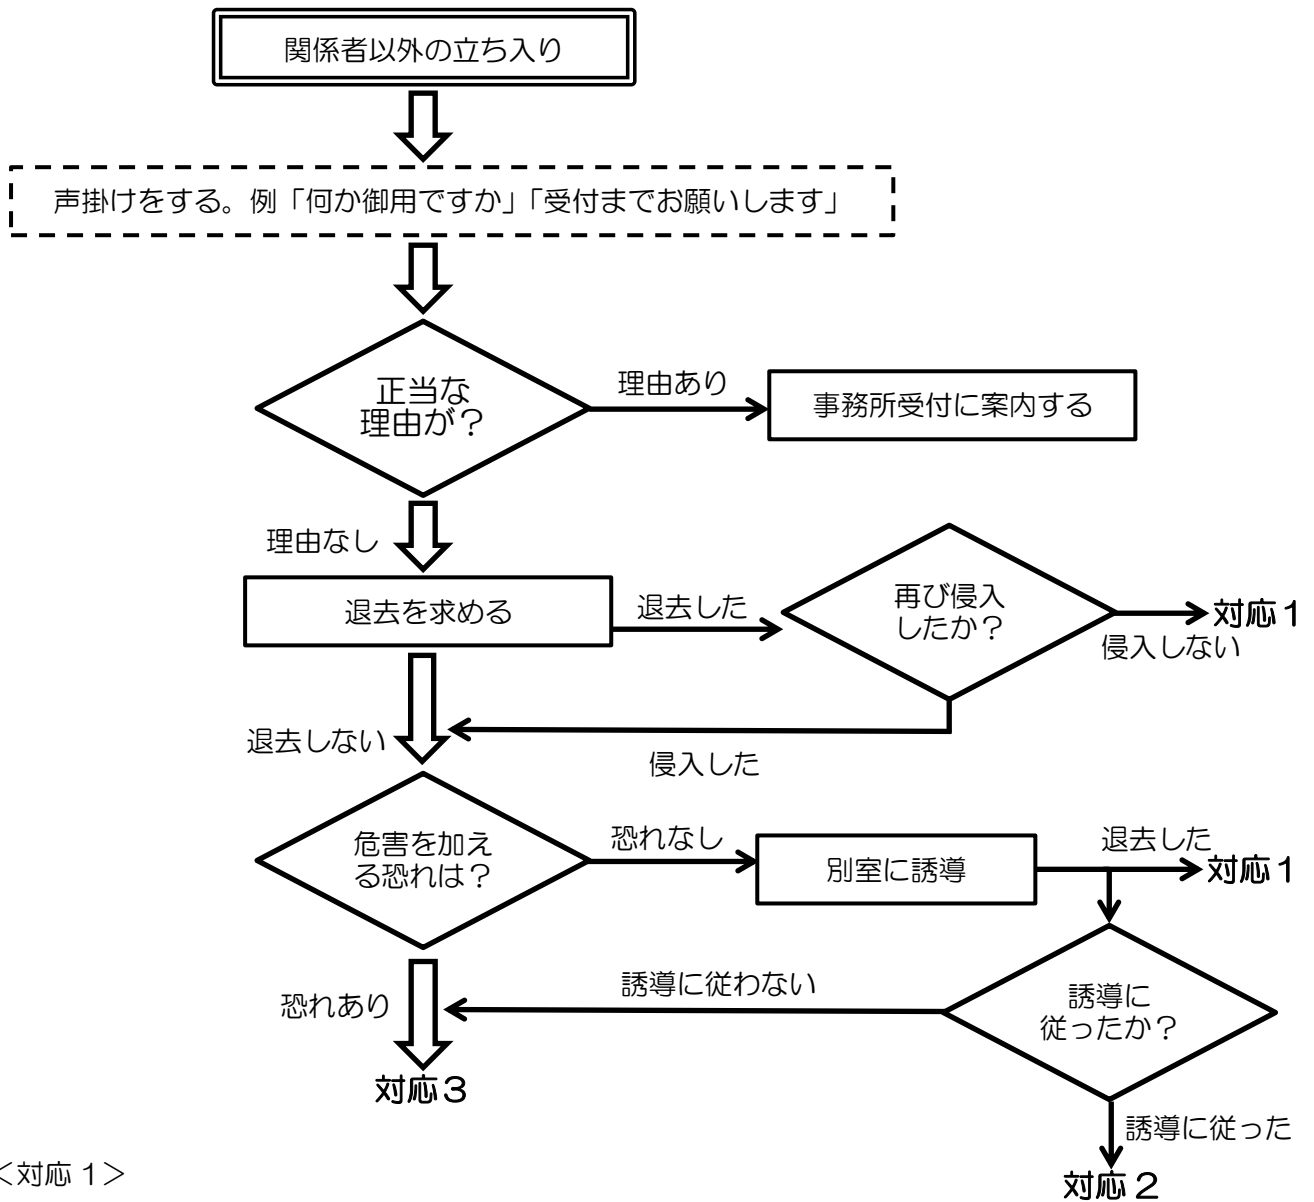 関係者以外の立ち入り
声掛けをする。例「何か御用ですか」「受付までお願いします」
正当な
理由が？
理由あり
事務所受付に案内する
理由なし
退去を求める
退去した
再び侵入
したか？
対応１
侵入しない
退去しない
侵入した
危害を加え
る恐れは？
恐れなし
別室に誘導
退去した
対応１
恐れあり
誘導に従わない
誘導に
従ったか？
対応３
誘導に従った
対応２
＜対応 1＞